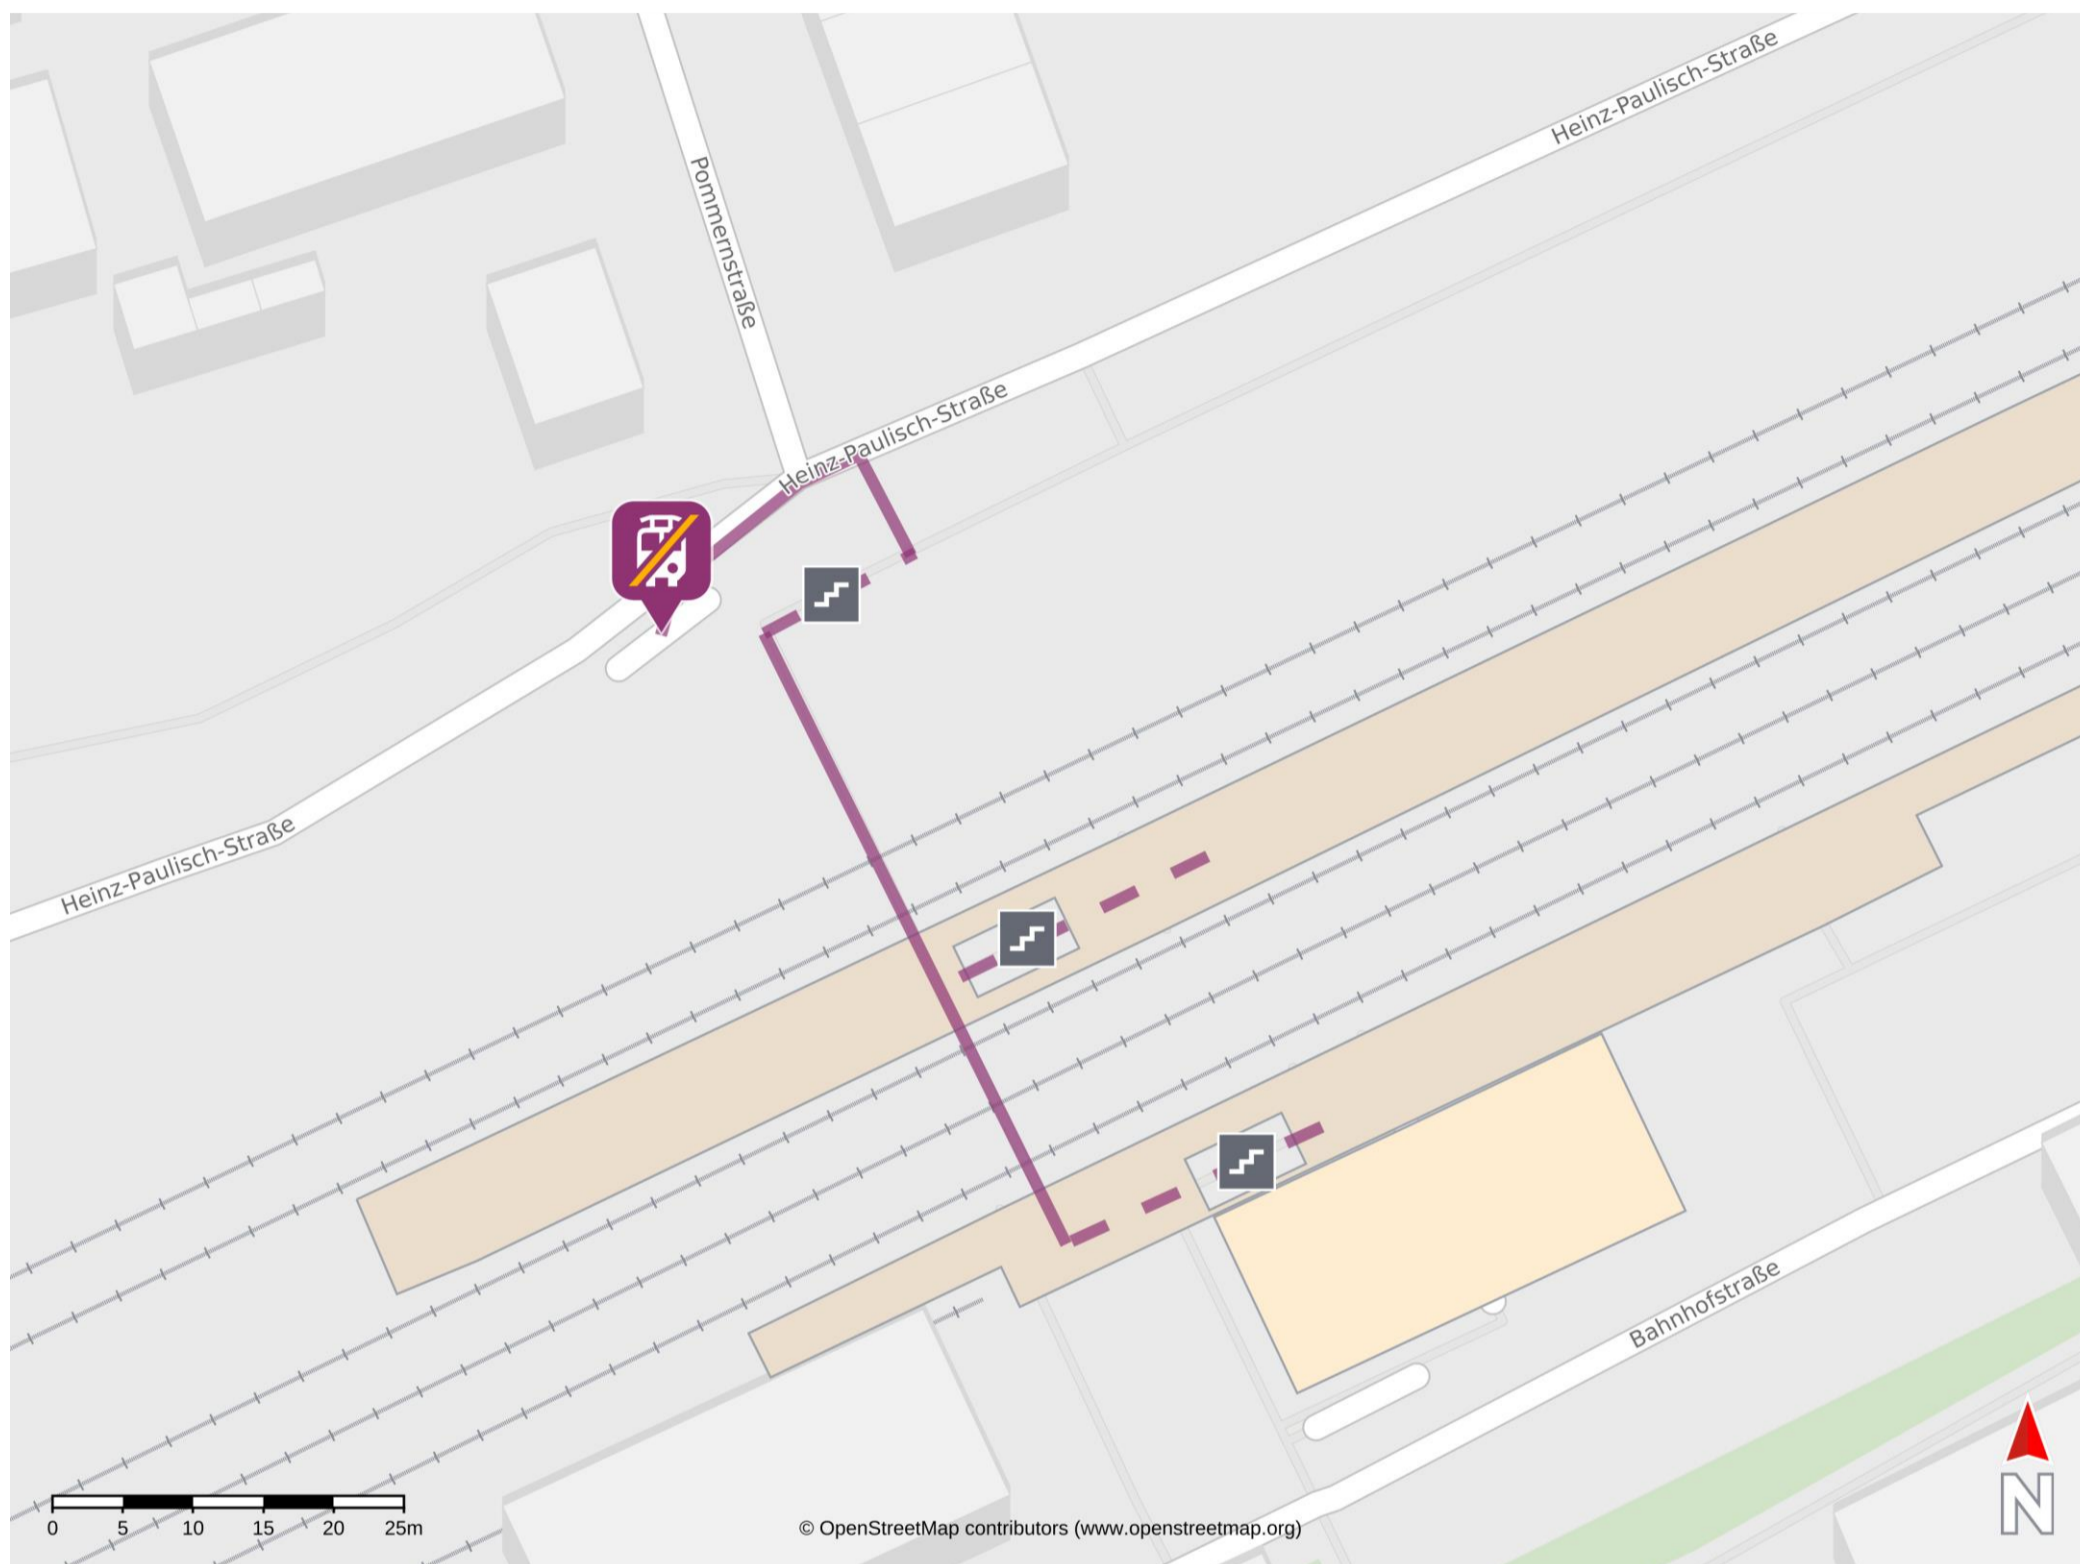 Heinz-Paulisch-Straße
Pommernstraße
Heinz-Paulisch-Straße
Heinz-Paulisch-Straße
Bahnhofstraße
0 5 10 15 20 25m
© OpenStreetMap contributors (www.openstreetmap.org)
N